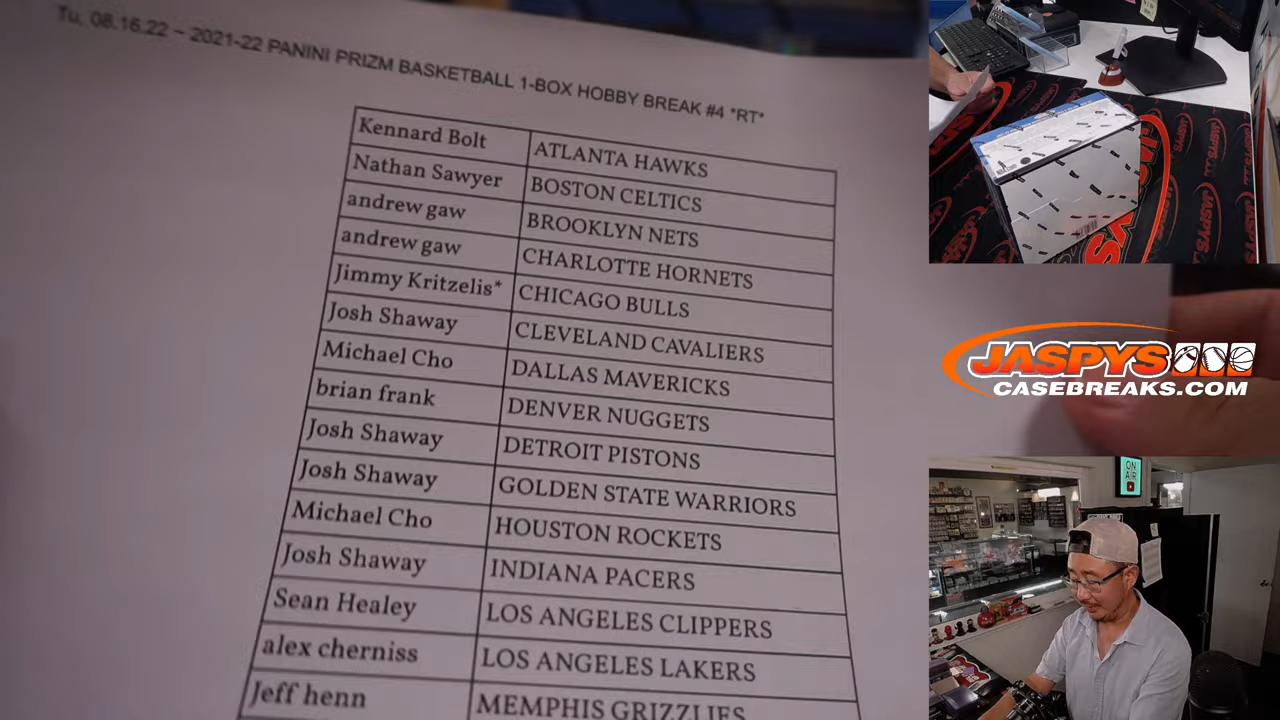 Tu, 08.16.22 – 2021-22 PANINI PRIZM BASKETBALL 1-BOX HOBBY BREAK #4 *RT*
Kennard Bolt ATLANTA HAWKS
Nathan Sawyer BOSTON CELTICS
andrew gaw BROOKLYN NETS
andrew gaw CHARLOTTE HORNETS
Jimmy Kritzelis* CHICAGO BULLS
Josh Shaway CLEVELAND CAVALIERS
Michael Cho DALLAS MAVERICKS
brian frank DENVER NUGGETS
Josh Shaway DETROIT PISTONS
Josh Shaway GOLDEN STATE WARRIORS
Michael Cho HOUSTON ROCKETS
Josh Shaway INDIANA PACERS
Sean Healey LOS ANGELES CLIPPERS
alex cherniss LOS ANGELES LAKERS
Jeff henn MEMPHIS GRIZZLIES
JASPYS
JASPYS
JASPYS
CASEBREAKS.COM
ON
AIR